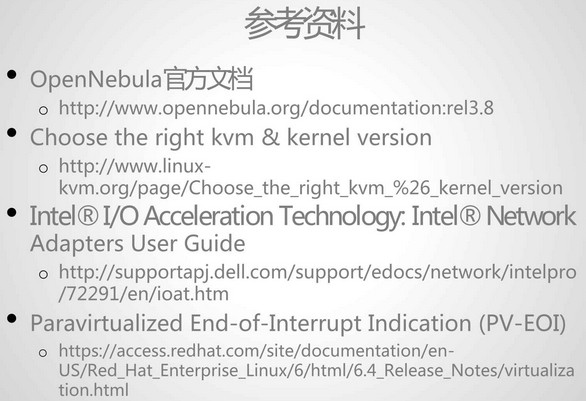 参考资料
• OpenNebula官方文档
o http://www.opennebula.org/documentation:rel3.8
• Choose the right kvm & kernel version
o http://www.linux-
kvm.org/page/Choose_the_right_kvm_%26_kernel_version
• Intel® I/O Acceleration Technology: Intel® Network
Adapters User Guide
o http://supportapj.dell.com/support/edocs/network/intelpro
/72291/en/ioat.htm
• Paravirtualized End-of-Interrupt Indication (PV-EOI)
o https://access.redhat.com/site/documentation/en-
US/Red_Hat_Enterprise_Linux/6/html/6.4_Release_Notes/virtualiza
tion.html